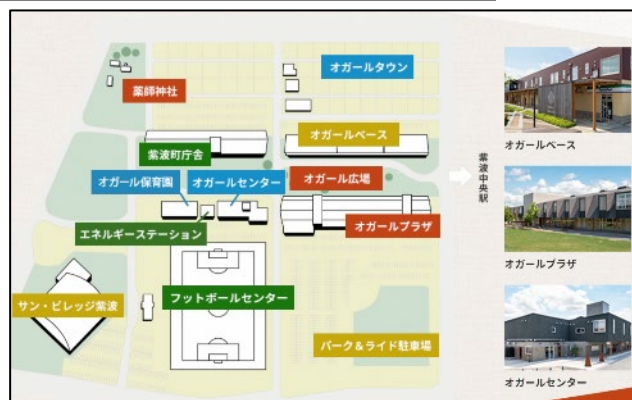 薬師神社
オガールタウン
オガールベース
紫波町庁舎
オガール保育園
オガールセンター
オガール広場
エネルギーステーション
オガールプラザ
サン・ビレッジ紫波
フットボールセンター
パーク＆ライド駐車場
紫波中央駅
オガールベース
オガールプラザ
オガールセンター